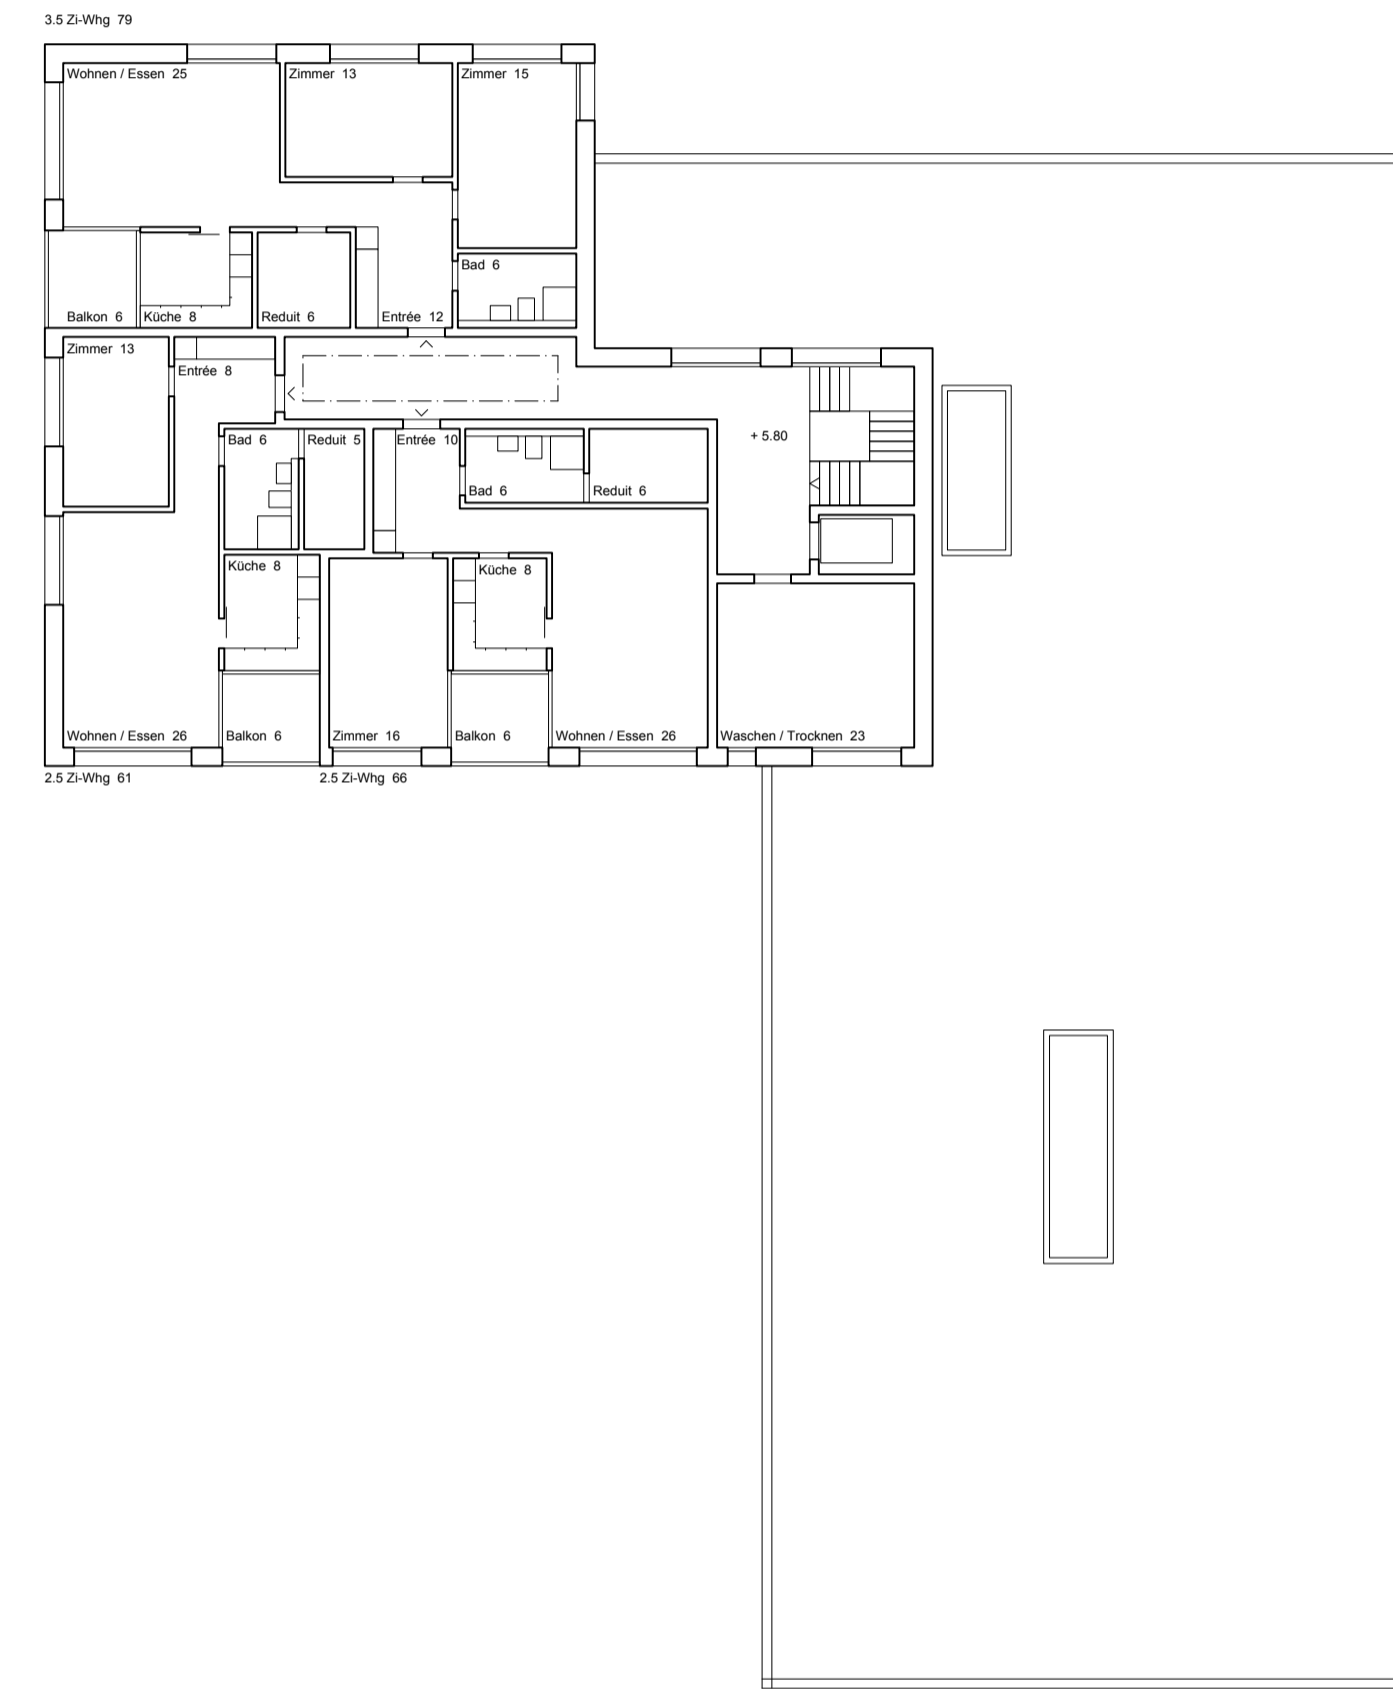 3.5 Zi-Whg 79
Wohnen / Essen 25
Zimmer 13
Zimmer 15
Bad 6
Balkon 6
Küche 8
Reduit 6
Entrée 12
Zimmer 13
Entrée 8
Bad 6
Reduit 5
Entrée 10
+ 5.80
Bad 6
Reduit 6
Küche 8
Küche 8
Wohnen / Essen 26
Balkon 6
Zimmer 16
Balkon 6
Wohnen / Essen 26
Waschen / Trocknen 23
2.5 Zi-Whg 61
2.5 Zi-Whg 66